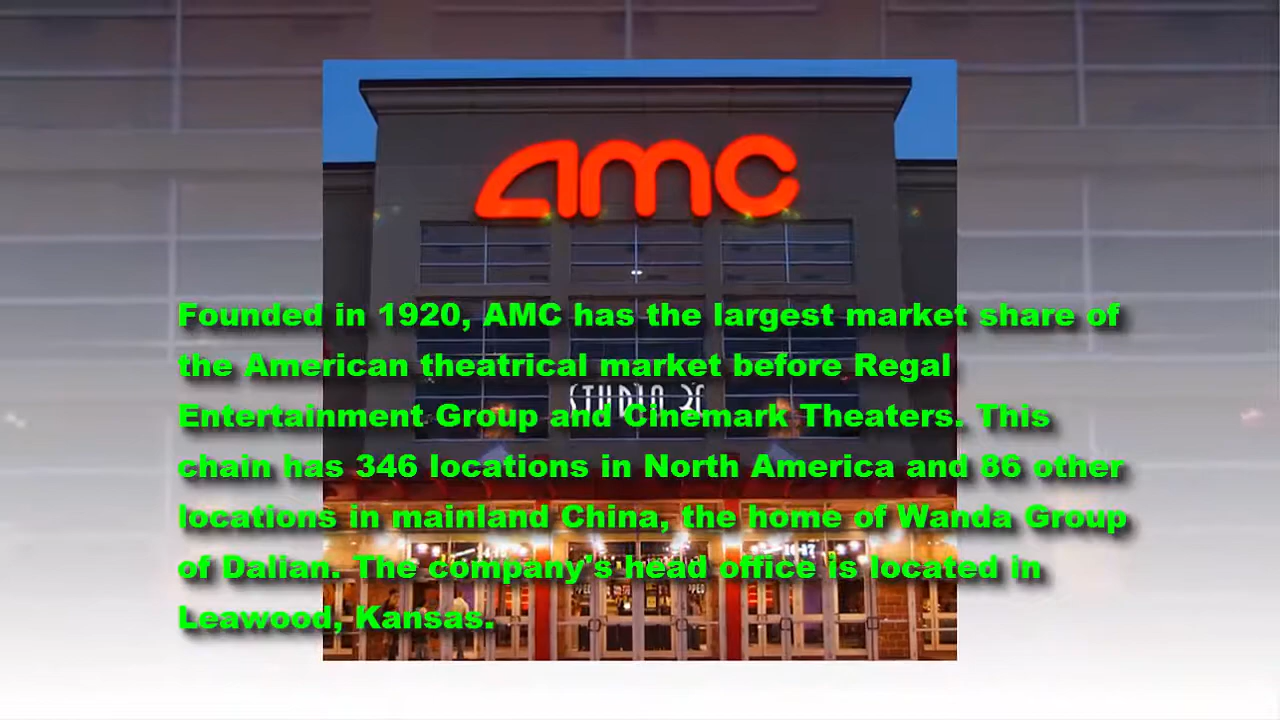 AMC
Founded in 1920, AMC has the largest market share of
the American theatrical market before Regal
STUDIO 30
Entertainment Group and Cinemark Theaters. This
chain has 346 locations in North America and 86 other
locations in mainland China, the home of Wanda Group
of Dalian. The company's head office is located in
Leawood, Kansas.